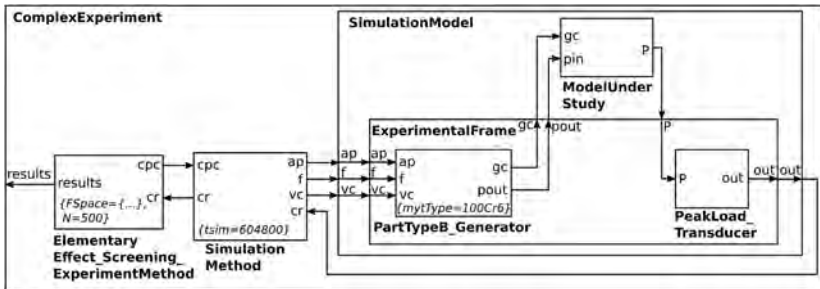 ComplexExperiment
SimulationModel
gc
pin
P
ModelUnder
Study
gc
pout
P
ExperimentalFrame
results
results
cpc
cr
{FSpace={...},
N=500}
Elementary
Effect_Screening_
ExperimentMethod
cpc
cr
ap
f
vc
cr
{tsim=604800}
Simulation
Method
ap
f
vc
ap
f
vc
ap
f
vc
gc
pout
{mytType=100Cr6}
PartTypeB_Generator
P
out
PeakLoad_
Transducer
out
out